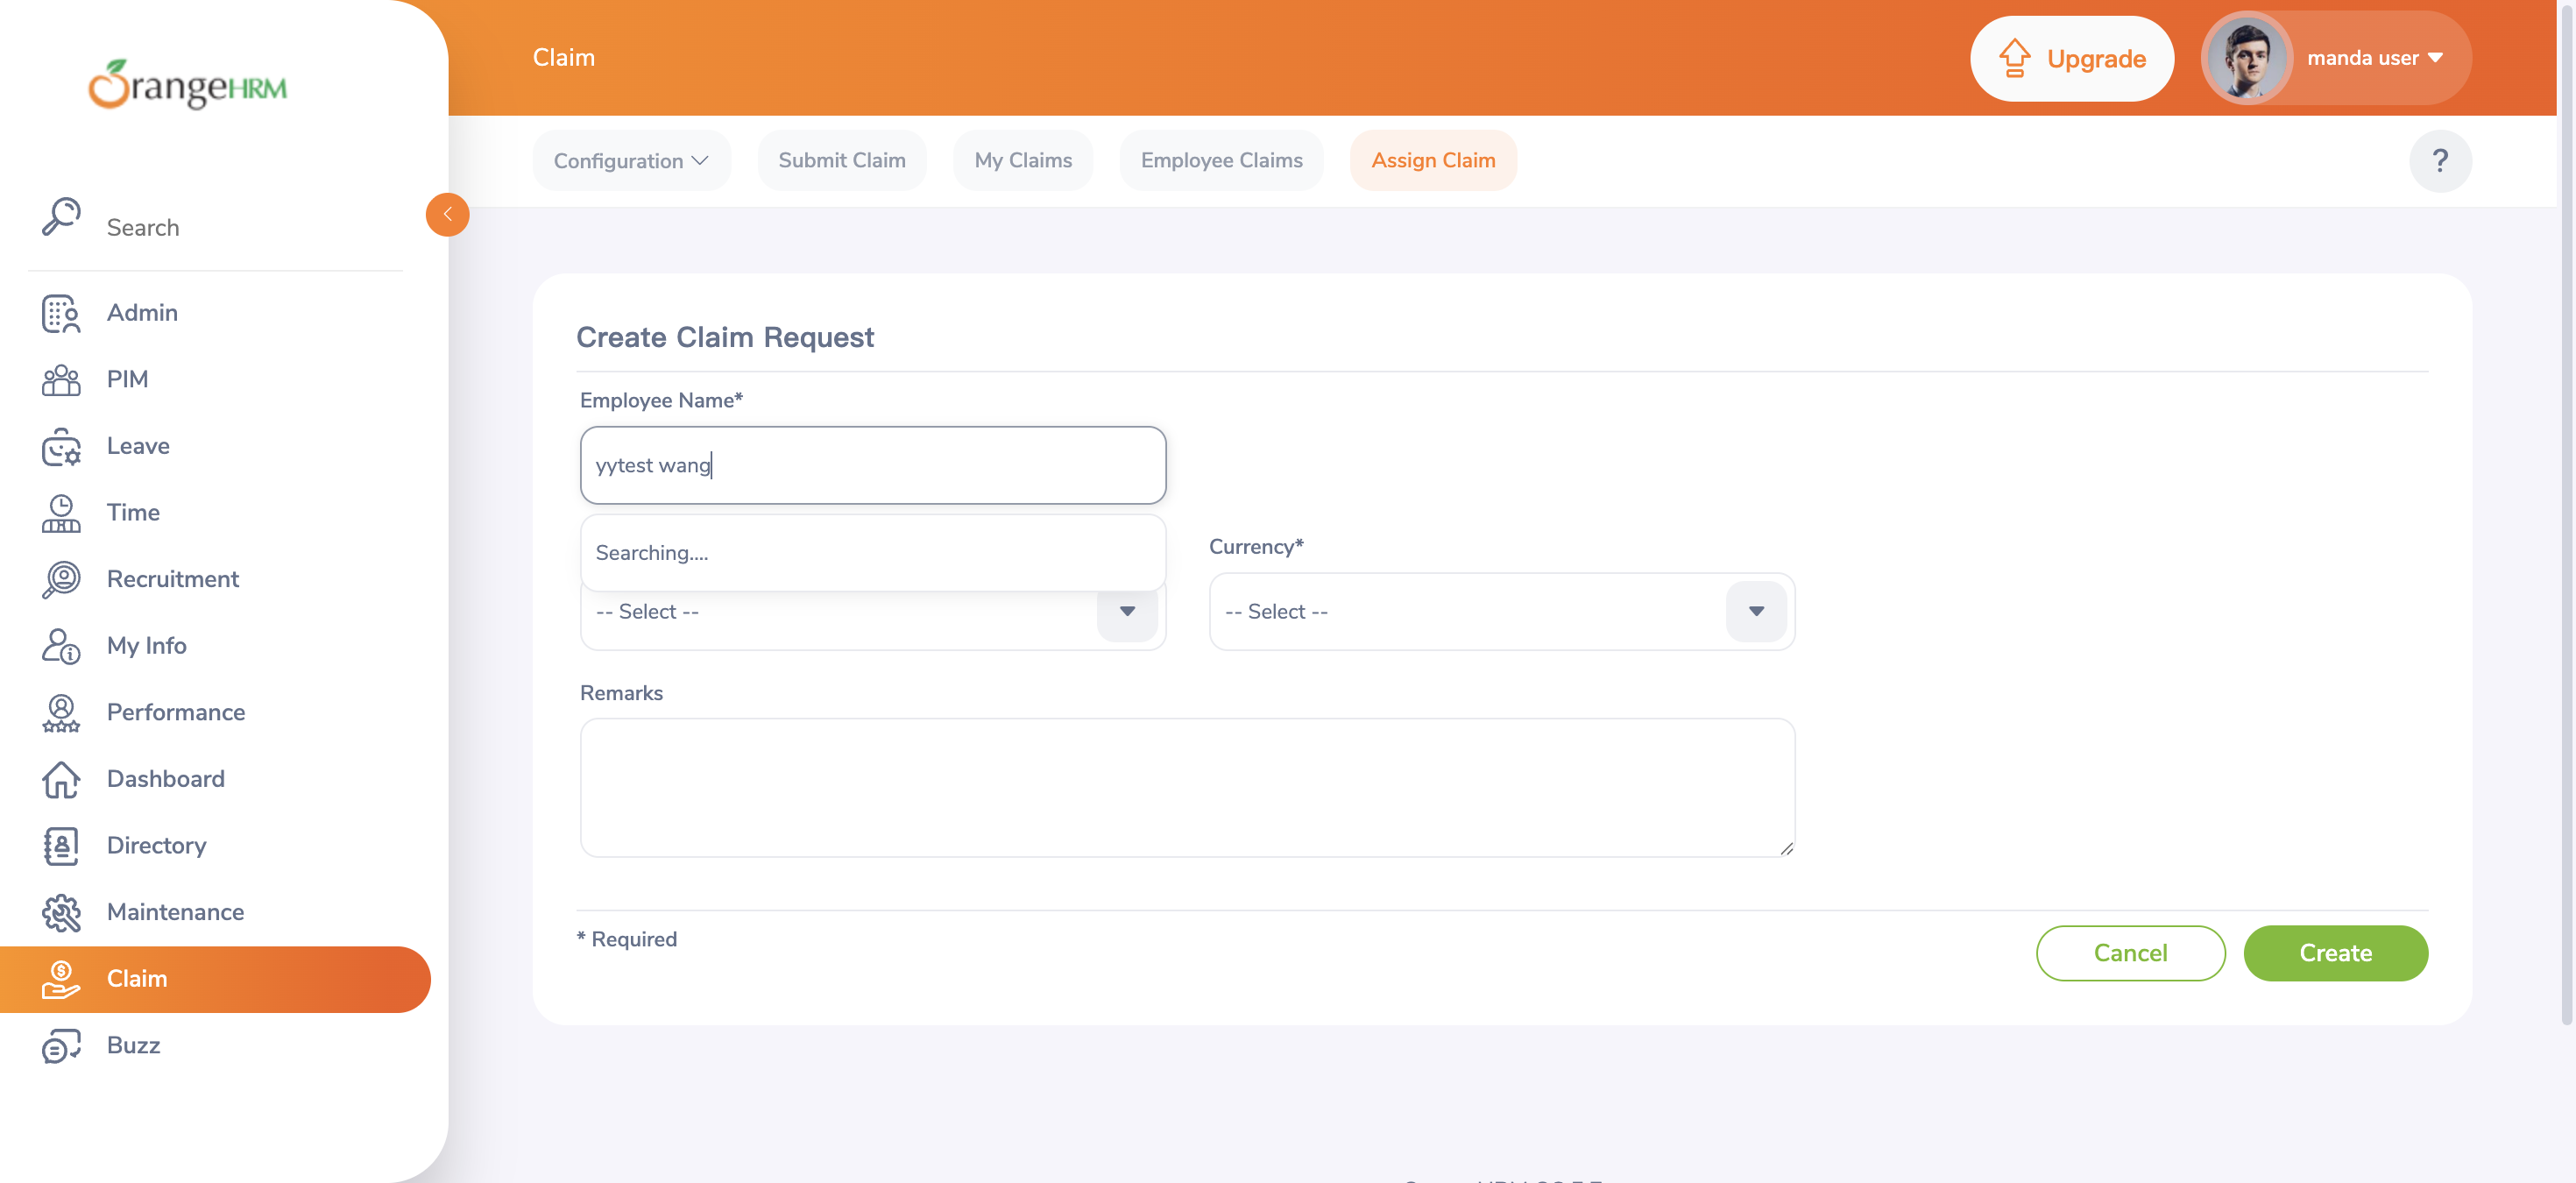 OrangeHRM
Claim
Upgrade
manda user
Configuration
Submit Claim
My Claims
Employee Claims
Assign Claim
?
Search
Admin
PIM
Leave
Time
Recruitment
My Info
Performance
Dashboard
Directory
Maintenance
Claim
Buzz
Create Claim Request
Employee Name*
yytest wang
Searching....
Currency*
-- Select --
-- Select --
Remarks
* Required
Cancel
Create